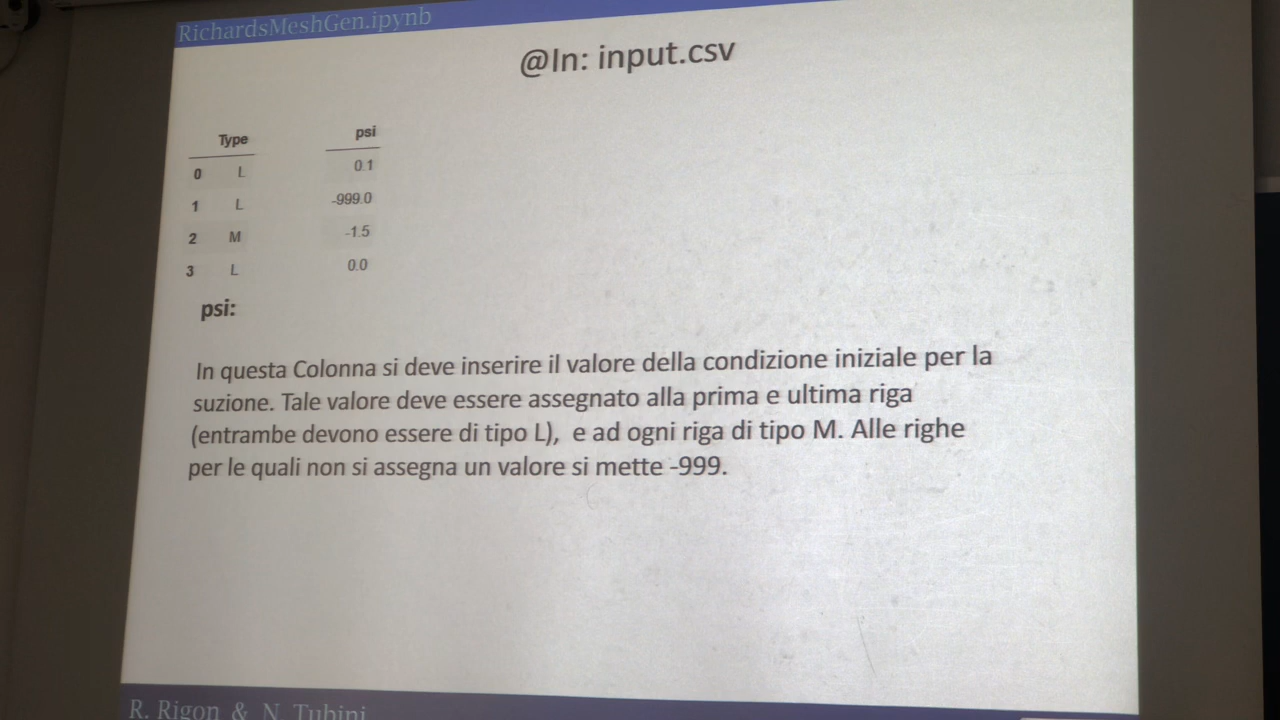 RichardsMeshGen.ipynb
@In: input.csv
Type psi
0 L 0.1
1 L -999.0
2 M -1.5
3 L 0.0
psi:
In questa Colonna si deve inserire il valore della condizione iniziale per la
suzione. Tale valore deve essere assegnato alla prima e ultima riga
(entrambe devono essere di tipo L), e ad ogni riga di tipo M. Alle righe
per le quali non si assegna un valore si mette -999.
R. Rigon & N. Tubini